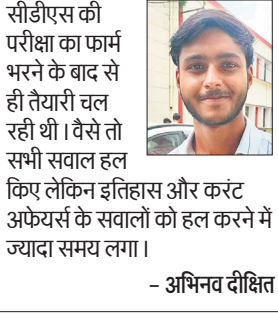 सीडीएस की
परीक्षा का फार्म
भरने के बाद से
ही तैयारी चल
रही थी। वैसे तो
सभी सवाल हल
किए लेकिन इतिहास और करंट
अफेयर्स के सवालों को हल करने में
ज्यादा समय लगा।
- अभिनव दीक्षित